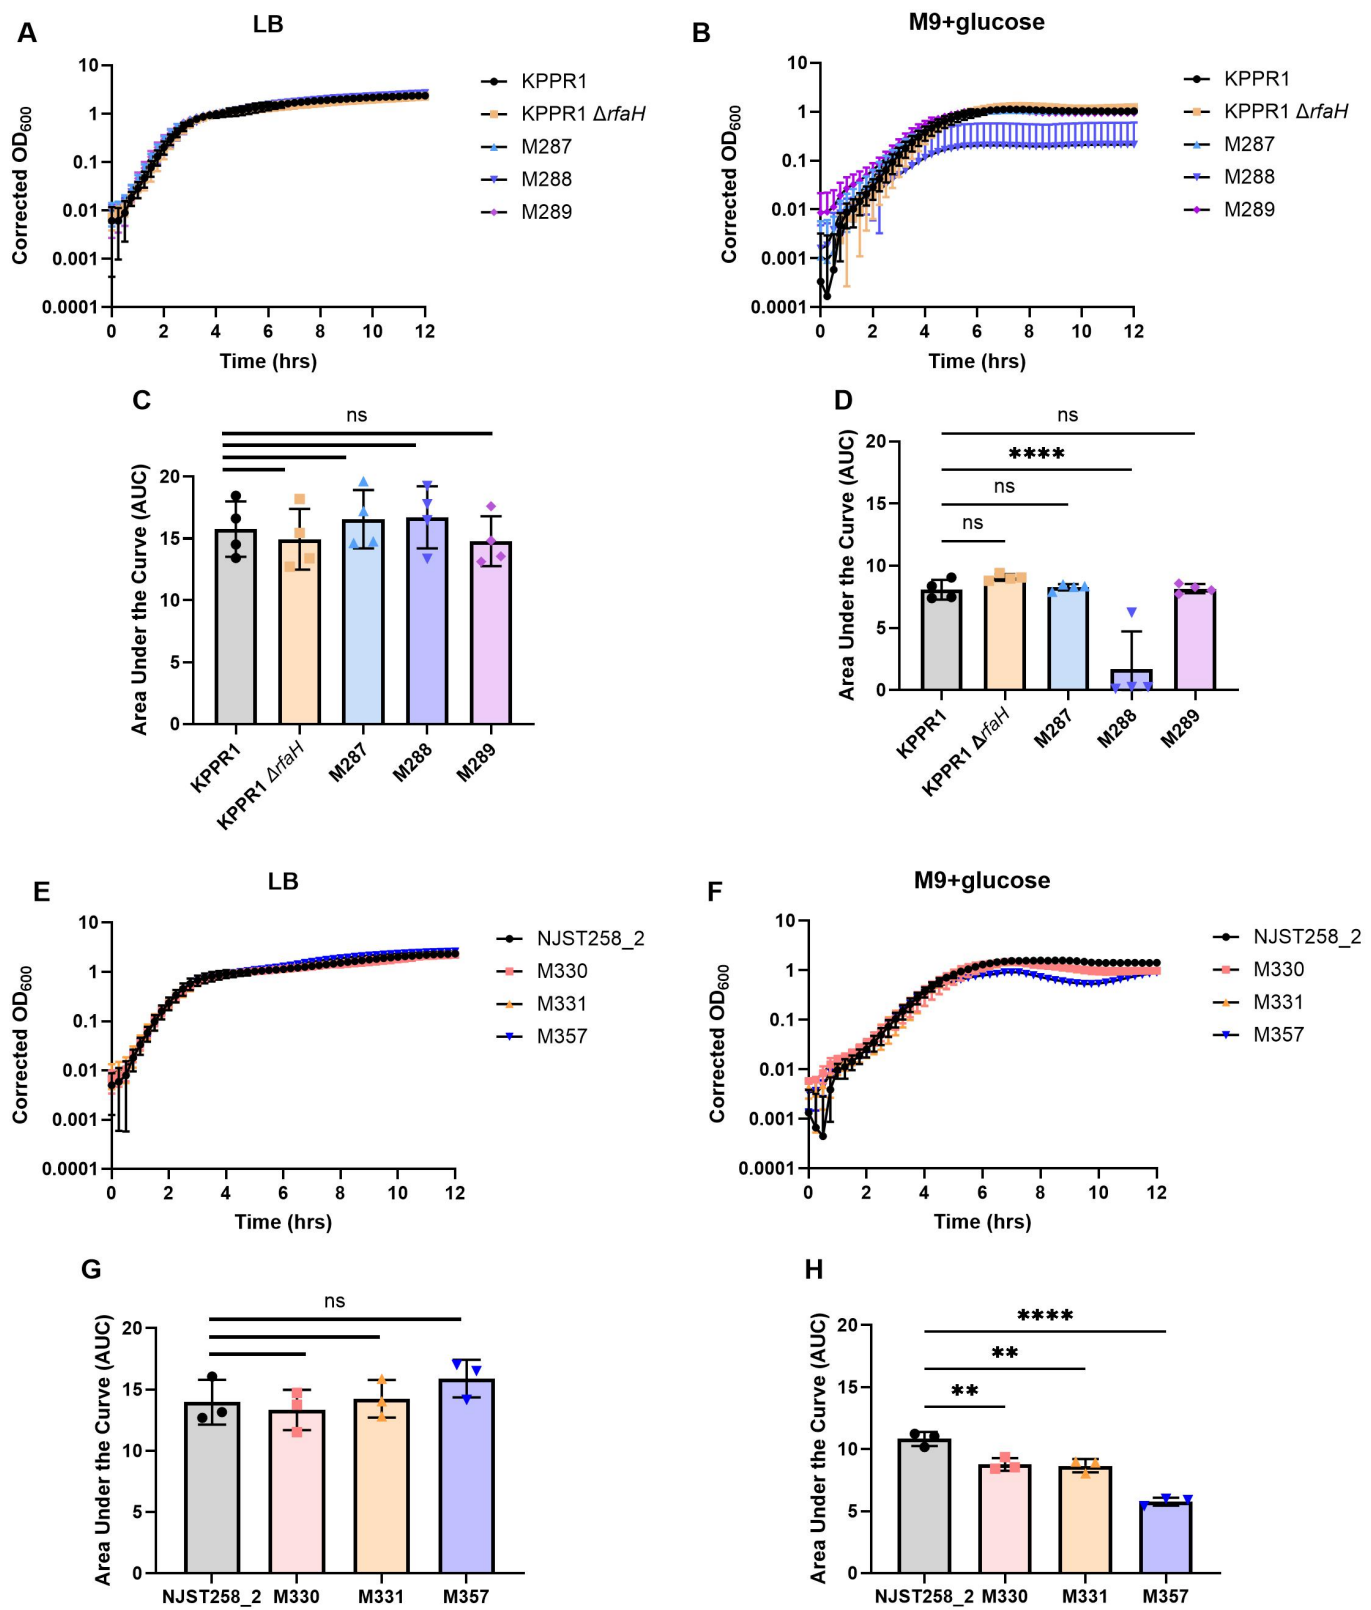 A
LB
Corrected OD600
10
1
0.1
0.01
0.001
0.0001
0 2 4 6 8 10 12
Time (hrs)
KPPR1
KPPR1 ΔrfaH
M287
M288
M289
B
M9+glucose
Corrected OD600
10
1
0.1
0.01
0.001
0.0001
0 2 4 6 8 10 12
Time (hrs)
KPPR1
KPPR1 ΔrfaH
M287
M288
M289
C
ns
Area Under the Curve (AUC)
20
15
10
5
0
KPPR1
KPPR1 ΔrfaH
M287
M288
M289
D
ns
****
ns
ns
Area Under the Curve (AUC)
20
15
10
5
0
KPPR1
KPPR1 ΔrfaH
M287
M288
M289
E
LB
Corrected OD600
10
1
0.1
0.01
0.001
0.0001
0 2 4 6 8 10 12
Time (hrs)
NJST258_2
M330
M331
M357
F
M9+glucose
Corrected OD600
10
1
0.1
0.01
0.001
0.0001
0 2 4 6 8 10 12
Time (hrs)
NJST258_2
M330
M331
M357
G
ns
Area Under the Curve (AUC)
20
15
10
5
0
NJST258_2 M330 M331 M357
H
****
**
**
Area Under the Curve (AUC)
20
15
10
5
0
NJST258_2 M330 M331 M357